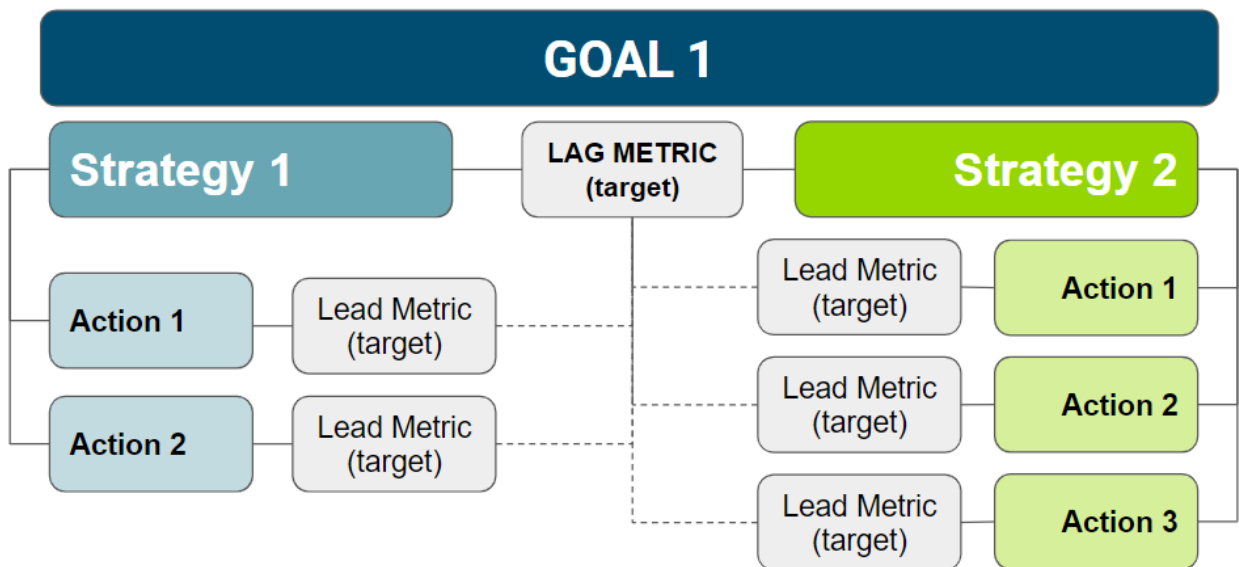 GOAL 1
Strategy 1
LAG METRIC
(target)
Strategy 2
Action 1
Lead Metric
(target)
Action 2
Lead Metric
(target)
Lead Metric
(target)
Action 1
Lead Metric
(target)
Action 2
Lead Metric
(target)
Action 3